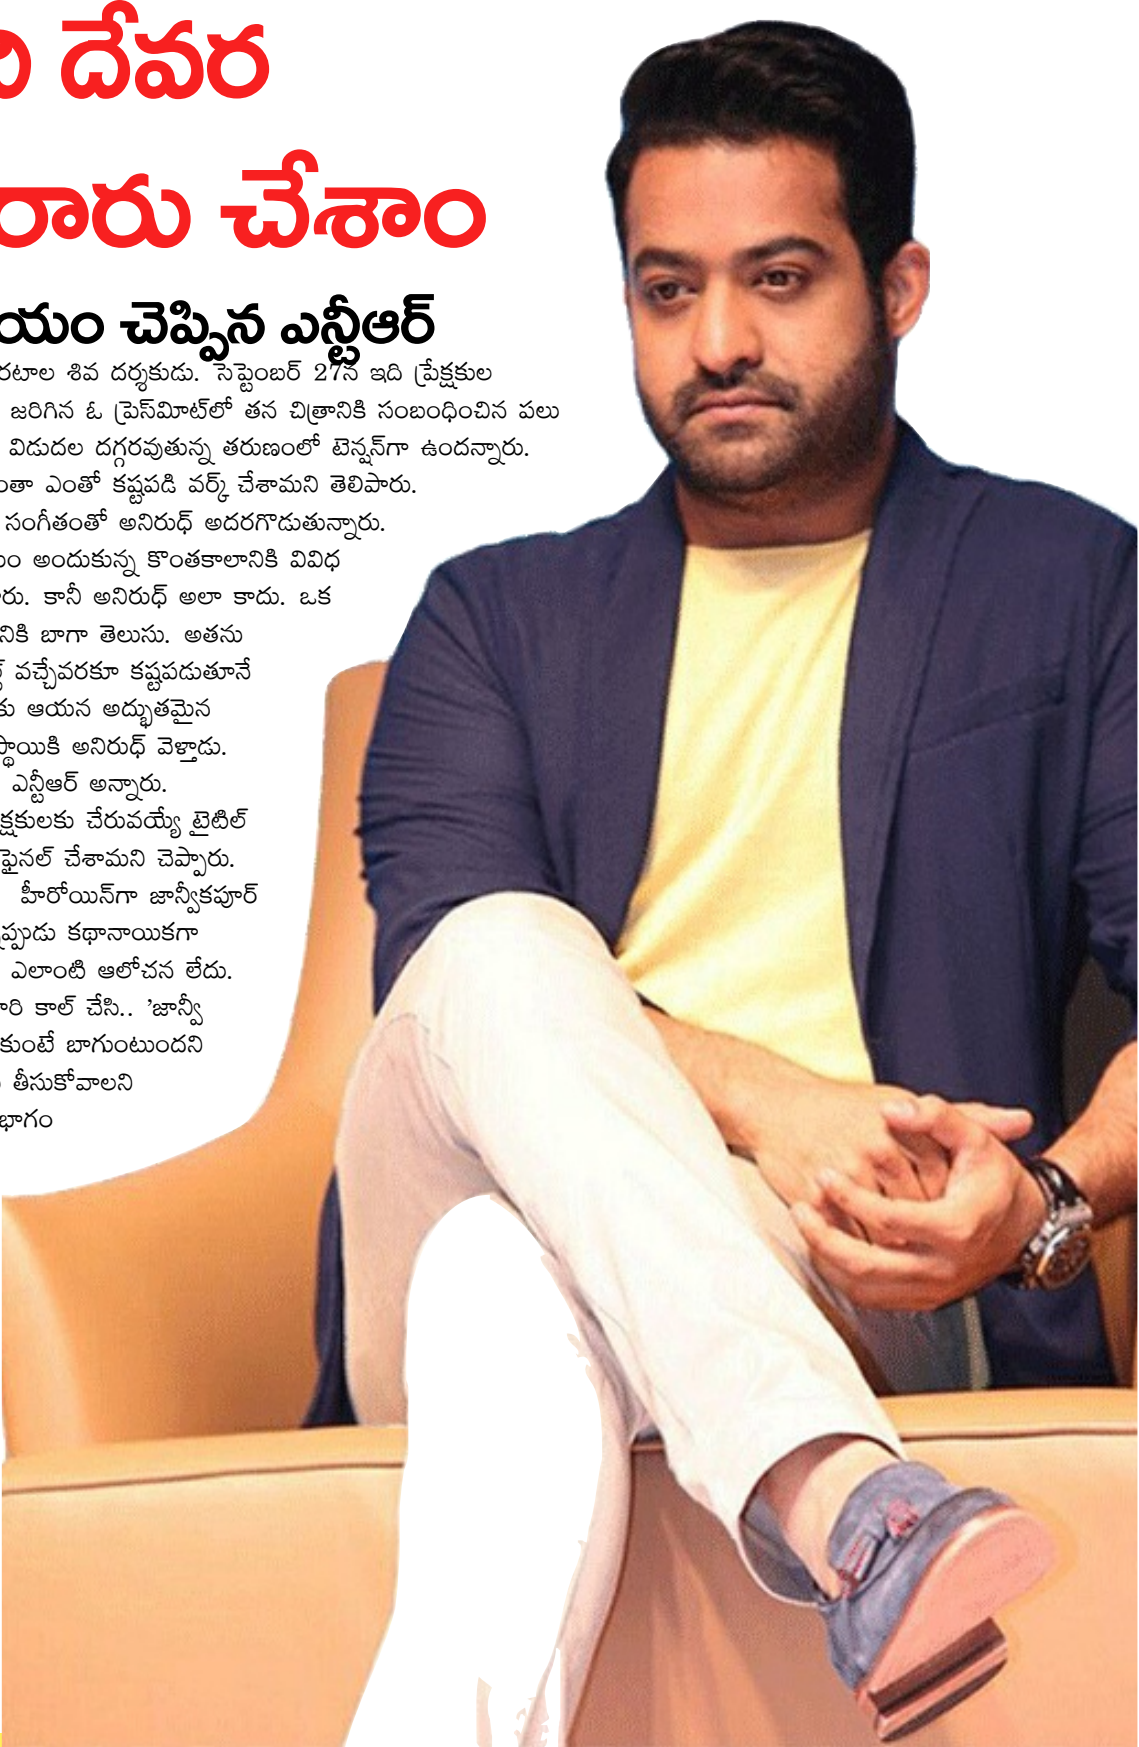 దేవర
రారు చేశాం
యం చెప్పిన ఎన్టీఆర్
రటాల శివ దర్శకుడు. సెప్టెంబర్ 27న ఇది ప్రేక్షకుల
జరిగిన ఓ ప్రెస్‌మీట్‌లో తన చిత్రానికి సంబంధించిన పలు
విడుదల దగ్గరవుతున్న తరుణంలో టెన్షన్‌గా ఉందన్నారు.
ంతా ఎంతో కష్టపడి వర్క్ చేశామని తెలిపారు.
సంగీతంతో అనిరుధ్ అదరగొడుతున్నారు.
ం అందుకున్న కొంతకాలానికి వివిధ
రు. కానీ అనిరుధ్ అలా కాదు. ఒక
నికి బాగా తెలుసు. అతను
వచ్చేవరకూ కష్టపడుతూనే
కు ఆయన అద్భుతమైన
స్థాయికి అనిరుధ్ వెళ్తాడు.
ఎన్టీఆర్ అన్నారు.
క్షకులకు చేరువయ్యే టైటిల్
ఫైనల్ చేశామని చెప్పారు.
హీరోయిన్‌గా జాన్వీకపూర్
ప్పుడు కథానాయికగా
ఎలాంటి ఆలోచన లేదు.
ారి కాల్ చేసి.. 'జాన్వీ
కుంటే బాగుంటుందని
తీసుకోవాలని
భాగం